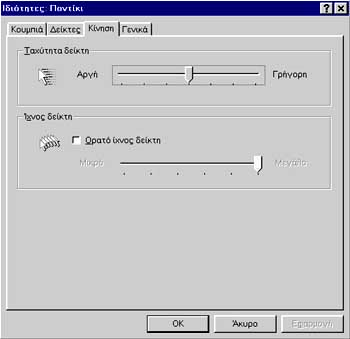 Ιδιότητες: Ποντίκι
Κουμπιά Δείκτες Κίνηση Γενικά
Ταχύτητα δείκτη
Αργή Γρήγορη
Ίχνος δείκτη
Ορατό ίχνος δείκτη
Μικρό Μεγάλο
OK Άκυρο Εφαρμογή